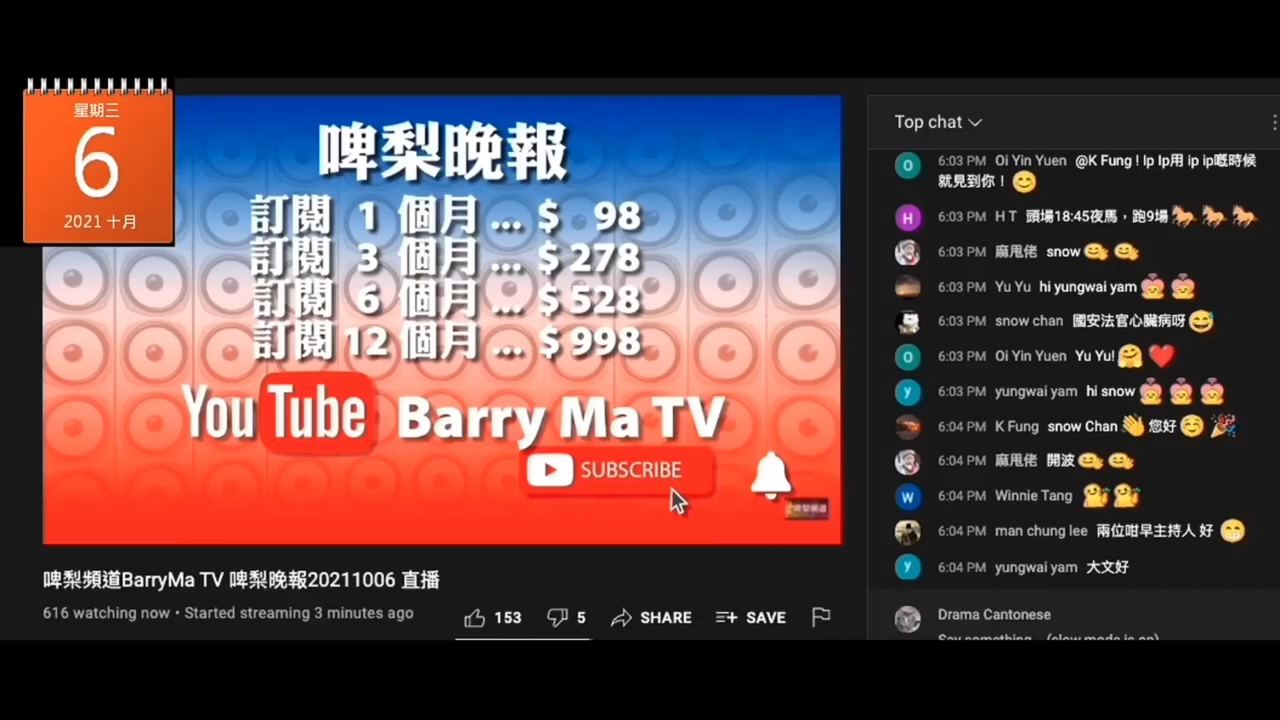 星期三
6
2021 十月
啤梨晚報
訂閱 1 個月 ... $ 98
訂閱 3 個月 ... $ 278
訂閱 6 個月 ... $ 528
訂閱 12 個月 ... $ 998
YouTube Barry Ma TV
SUBSCRIBE
啤梨頻道
啤梨頻道BarryMa TV 啤梨晚報20211006 直播
616 watching now • Started streaming 3 minutes ago
153 5 SHARE SAVE
Top chat
6:03 PM Oi Yin Yuen @K Fung ! Ip Ip用 ip ip嘅時候
就見到你！😊
6:03 PM H T 頭場18:45夜馬，跑9場🐎🐎🐎
6:03 PM 麻甩佬 snow
6:03 PM Yu Yu hi yungwai yam
6:03 PM snow chan 國安法官心臟病呀😅
6:03 PM Oi Yin Yuen Yu Yu!🤗❤️
6:03 PM yungwai yam hi snow
6:04 PM K Fung snow Chan👋您好☺️🎉
6:04 PM 麻甩佬 開波
6:04 PM Winnie Tang
6:04 PM man chung lee 兩位咁早主持人 好 😁
6:04 PM yungwai yam 大文好
Drama Cantonese
Say something... (slow mode is on)